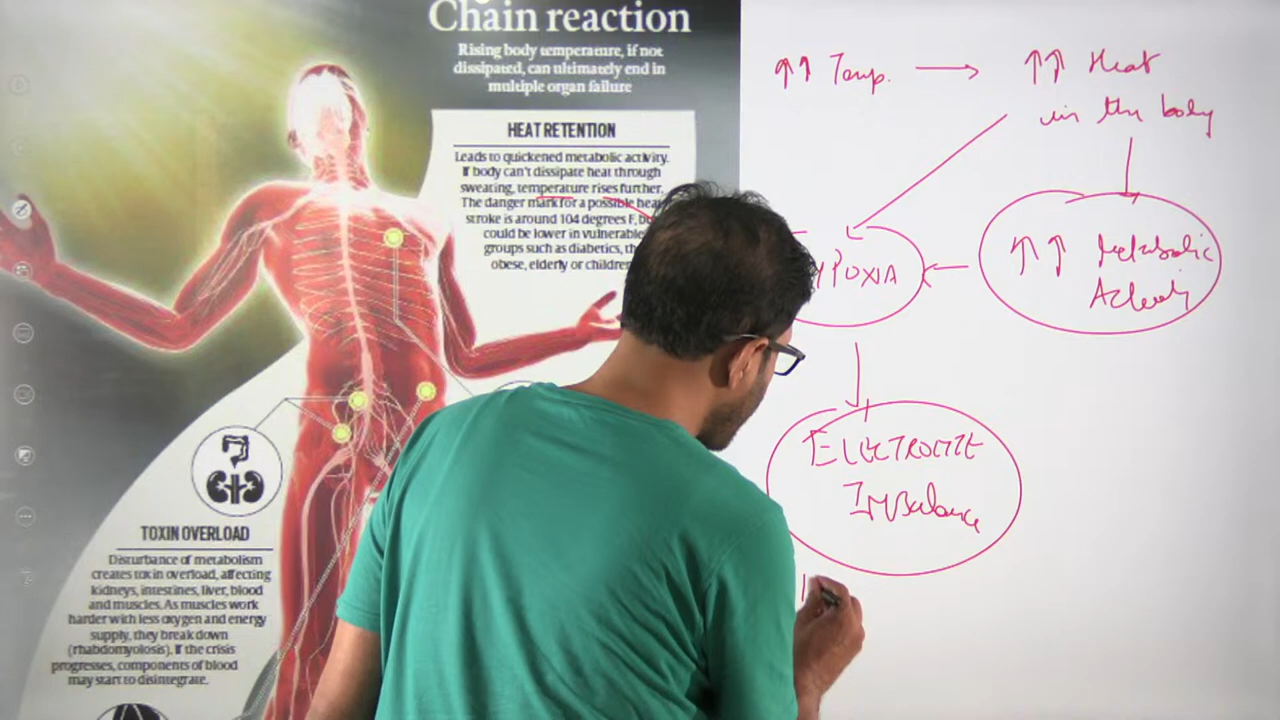 Chain reaction
Rising body temperature, if not
dissipated, can ultimately end in
multiple organ failure
HEAT RETENTION
Leads to quickened metabolic activity.
If body can't dissipate heat through
sweating, temperature rises further.
The danger mark for a possible hea
stroke is around 104 degrees F, bu
could be lower in vulnerable
groups such as diabetics, th
obese, elderly or children
TOXIN OVERLOAD
Disturbance of metabolism
creates toxin overload, affecting
kidneys, intestines, liver, blood
and muscles. As muscles work
harder with less oxygen and energy
supply, they break down
(rhabdomyolosis). If the crisis
progresses, components of blood
may start to disintegrate.
↑↑ Temp. → ↑↑ Heat
in the body
↑↑ Metabolic
Activity
YPOXIA
ELECTROLYTE
Imbalance